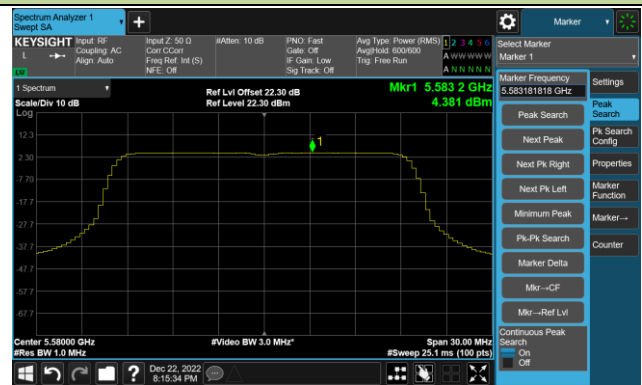 Spectrum Analyzer 1
Swept SA
Marker
KEYSIGHT
L
Input: RF
Coupling: AC
Align: Auto
Input Z: 50 Ω
Corr CCorr
Freq Ref: Int (S)
NFE: Off
#Atten: 10 dB
PNO: Fast
Gate: Off
IF Gain: Low
Sig Track: Off
Avg Type: Power (RMS)
Avg|Hold: 600/600
Trig: Free Run
1 2 3 4 5 6
A W W W W W
A N N N N N
Select Marker
Marker 1
1 Spectrum
Scale/Div 10 dB
Log
Ref Lvl Offset 22.30 dB
Ref Level 22.30 dBm
Mkr1 5.583 2 GHz
4.381 dBm
12.3
2.30
-7.70
-17.7
-27.7
-37.7
-47.7
-57.7
-67.7
1
Center 5.58000 GHz
#Res BW 1.0 MHz
#Video BW 3.0 MHz*
Span 30.00 MHz
#Sweep 25.1 ms (100 pts)
Marker Frequency
5.583181818 GHz
Peak Search
Next Peak
Next Pk Right
Next Pk Left
Minimum Peak
Pk-Pk Search
Marker Delta
Mkr→CF
Mkr→Ref Lvl
Continuous Peak
Search
On
Off
Settings
Peak
Search
Pk Search
Config
Properties
Marker
Function
Marker→
Counter
Dec 22, 2022
8:15:34 PM